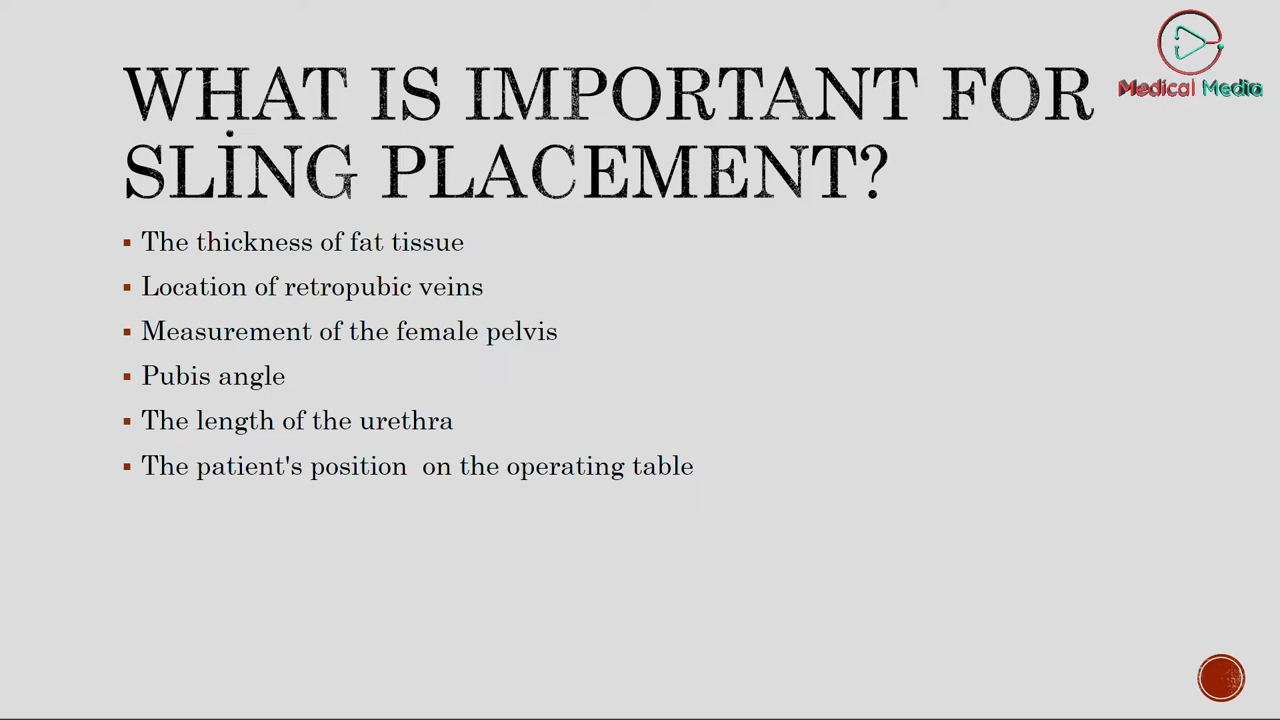 Medical Media
WHAT IS IMPORTANT FOR
SLİNG PLACEMENT?
▪ The thickness of fat tissue
▪ Location of retropubic veins
▪ Measurement of the female pelvis
▪ Pubis angle
▪ The length of the urethra
▪ The patient's position  on the operating table